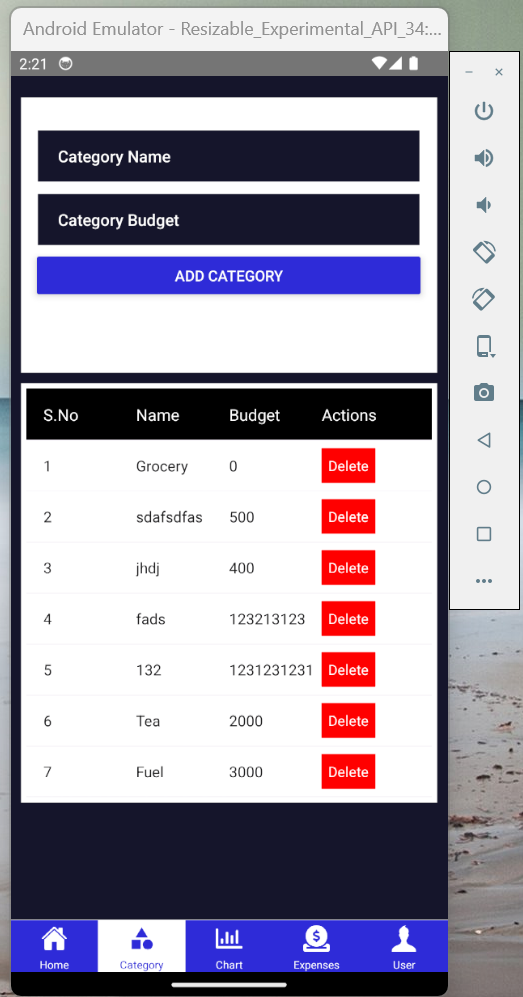 Android Emulator - Resizable_Experimental_API_34:...
2:21
Category Name
Category Budget
ADD CATEGORY
S.No Name Budget Actions
1 Grocery 0 Delete
2 sdafsdfas 500 Delete
3 jhdj 400 Delete
4 fads 123213123 Delete
5 132 1231231231 Delete
6 Tea 2000 Delete
7 Fuel 3000 Delete
Home Category Chart Expenses User